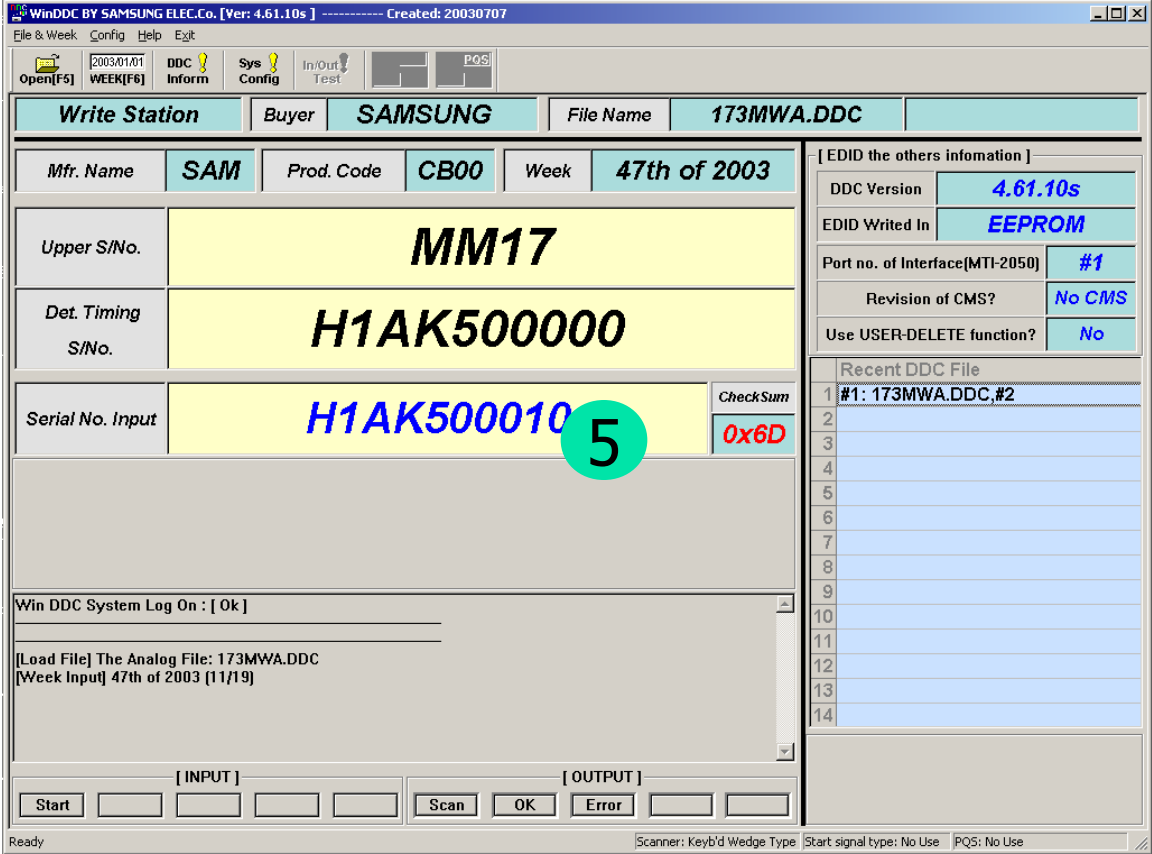 WinDDC BY SAMSUNG ELEC.Co. [Ver: 4.61.10s ] ----------- Created: 20030707
File & Week Config Help Exit
Open[F5]
2003/01/01
WEEK[F6]
DDC
Inform
Sys
Config
In/Out
Test
PQS
Write Station
Buyer
SAMSUNG
File Name
173MWA.DDC
Mfr. Name
SAM
Prod. Code
CB00
Week
47th of 2003
Upper S/No.
MM17
Det. Timing
S/No.
H1AK500000
Serial No. Input
H1AK500010
5
CheckSum
0x6D
Win DDC System Log On : [ Ok ]
[Load File] The Analog File: 173MWA.DDC
[Week Input] 47th of 2003 (11/19)
[ INPUT ]
Start
[ OUTPUT ]
Scan
OK
Error
[ EDID the others infomation ]
DDC Version
4.61.10s
EDID Writed In
EEPROM
Port no. of Interface(MTI-2050)
#1
Revision of CMS?
No CMS
Use USER-DELETE function?
No
Recent DDC File
1 #1: 173MWA.DDC,#2
2
3
4
5
6
7
8
9
10
11
12
13
14
Ready
Scanner: Keyb'd Wedge Type
Start signal type: No Use
PQS: No Use